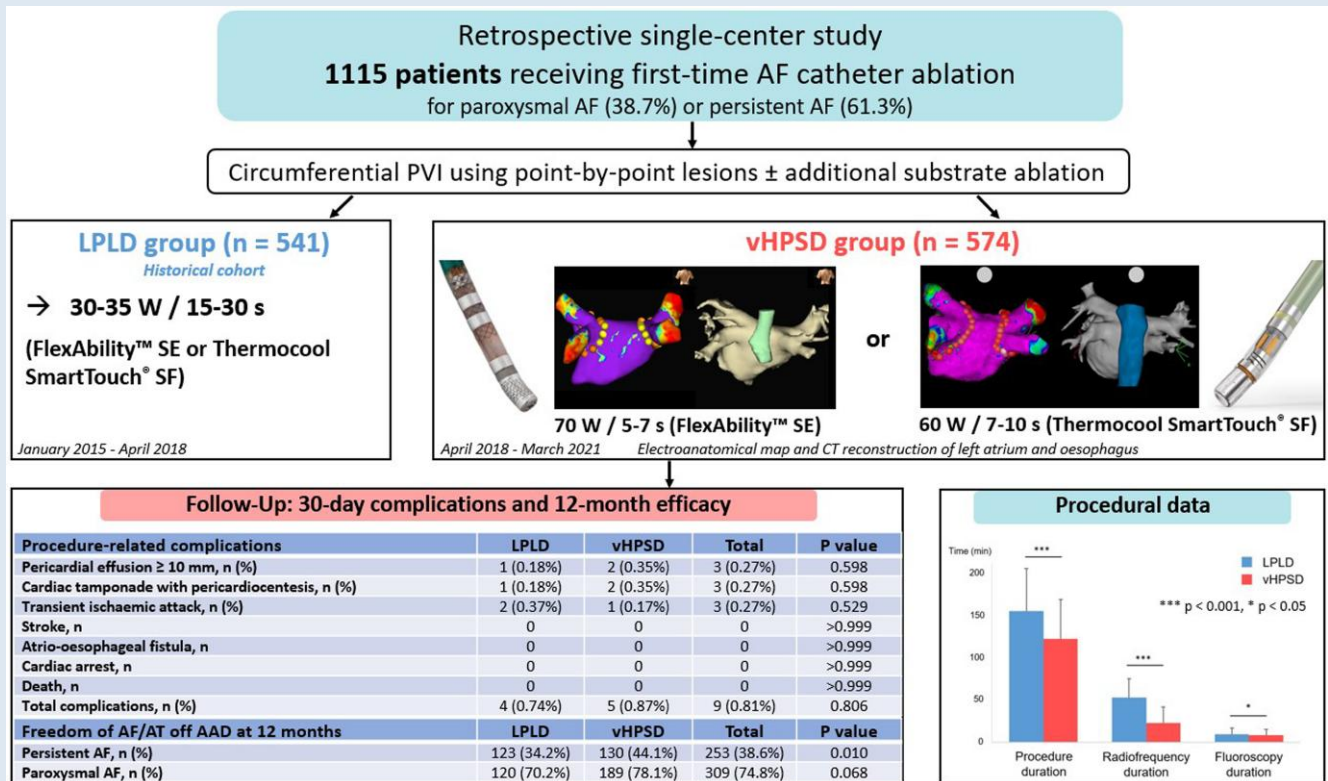 Retrospective single-center study
1115 patients receiving first-time AF catheter ablation
for paroxysmal AF (38.7%) or persistent AF (61.3%)
Circumferential PVI using point-by-point lesions ± additional substrate ablation
LPLD group (n = 541)
Historical cohort
→ 30-35 W / 15-30 s
(FlexAbility™ SE or Thermocool
SmartTouch® SF)
January 2015 - April 2018
vHPSD group (n = 574)
or
70 W / 5-7 s (FlexAbility™ SE)
60 W / 7-10 s (Thermocool SmartTouch® SF)
April 2018 - March 2021
Electroanatomical map and CT reconstruction of left atrium and oesophagus
Follow-Up: 30-day complications and 12-month efficacy
Procedure-related complications LPLD vHPSD Total P value
Pericardial effusion ≥ 10 mm, n (%) 1 (0.18%) 2 (0.35%) 3 (0.27%) 0.598
Cardiac tamponade with pericardiocentesis, n (%) 1 (0.18%) 2 (0.35%) 3 (0.27%) 0.598
Transient ischaemic attack, n (%) 2 (0.37%) 1 (0.17%) 3 (0.27%) 0.529
Stroke, n 0 0 0 >0.999
Atrio-oesophageal fistula, n 0 0 0 >0.999
Cardiac arrest, n 0 0 0 >0.999
Death, n 0 0 0 >0.999
Total complications, n (%) 4 (0.74%) 5 (0.87%) 9 (0.81%) 0.806
Freedom of AF/AT off AAD at 12 months LPLD vHPSD Total P value
Persistent AF, n (%) 123 (34.2%) 130 (44.1%) 253 (38.6%) 0.010
Paroxysmal AF, n (%) 120 (70.2%) 189 (78.1%) 309 (74.8%) 0.068
Procedural data
Time (min)
200
150
100
50
0
***
***
*
LPLD
vHPSD
*** p < 0.001, * p < 0.05
Procedure
duration
Radiofrequency
duration
Fluoroscopy
duration